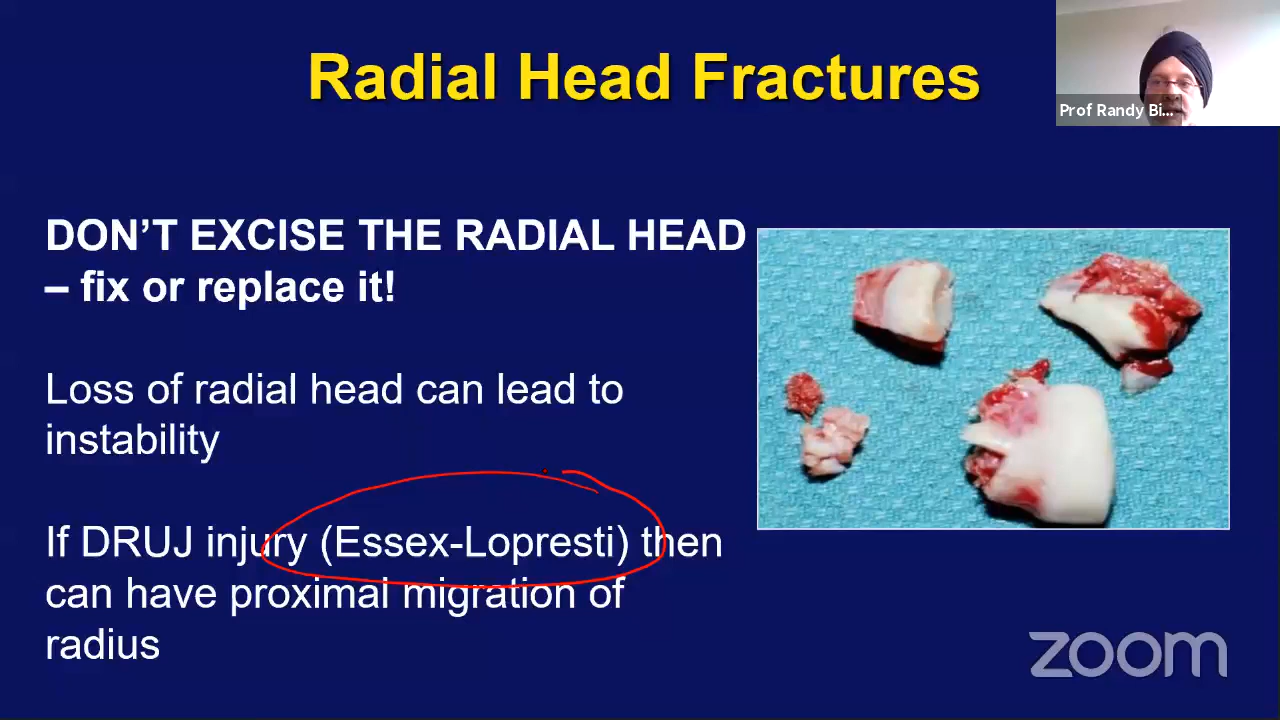 Radial Head Fractures
Prof Randy Bi...
DON’T EXCISE THE RADIAL HEAD
– fix or replace it!
Loss of radial head can lead to
instability
If DRUJ injury (Essex-Lopresti) then
can have proximal migration of
radius
zoom